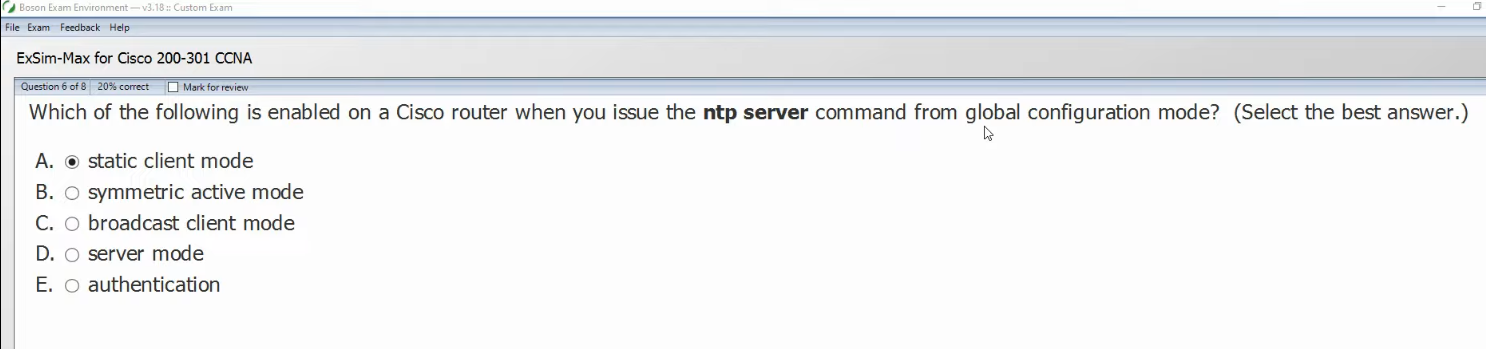 Boson Exam Environment — v3.18 :: Custom Exam
File Exam Feedback Help
ExSim-Max for Cisco 200-301 CCNA
Question 6 of 8 20% correct Mark for review
Which of the following is enabled on a Cisco router when you issue the ntp server command from global configuration mode? (Select the best answer.)
A. static client mode
B. symmetric active mode
C. broadcast client mode
D. server mode
E. authentication